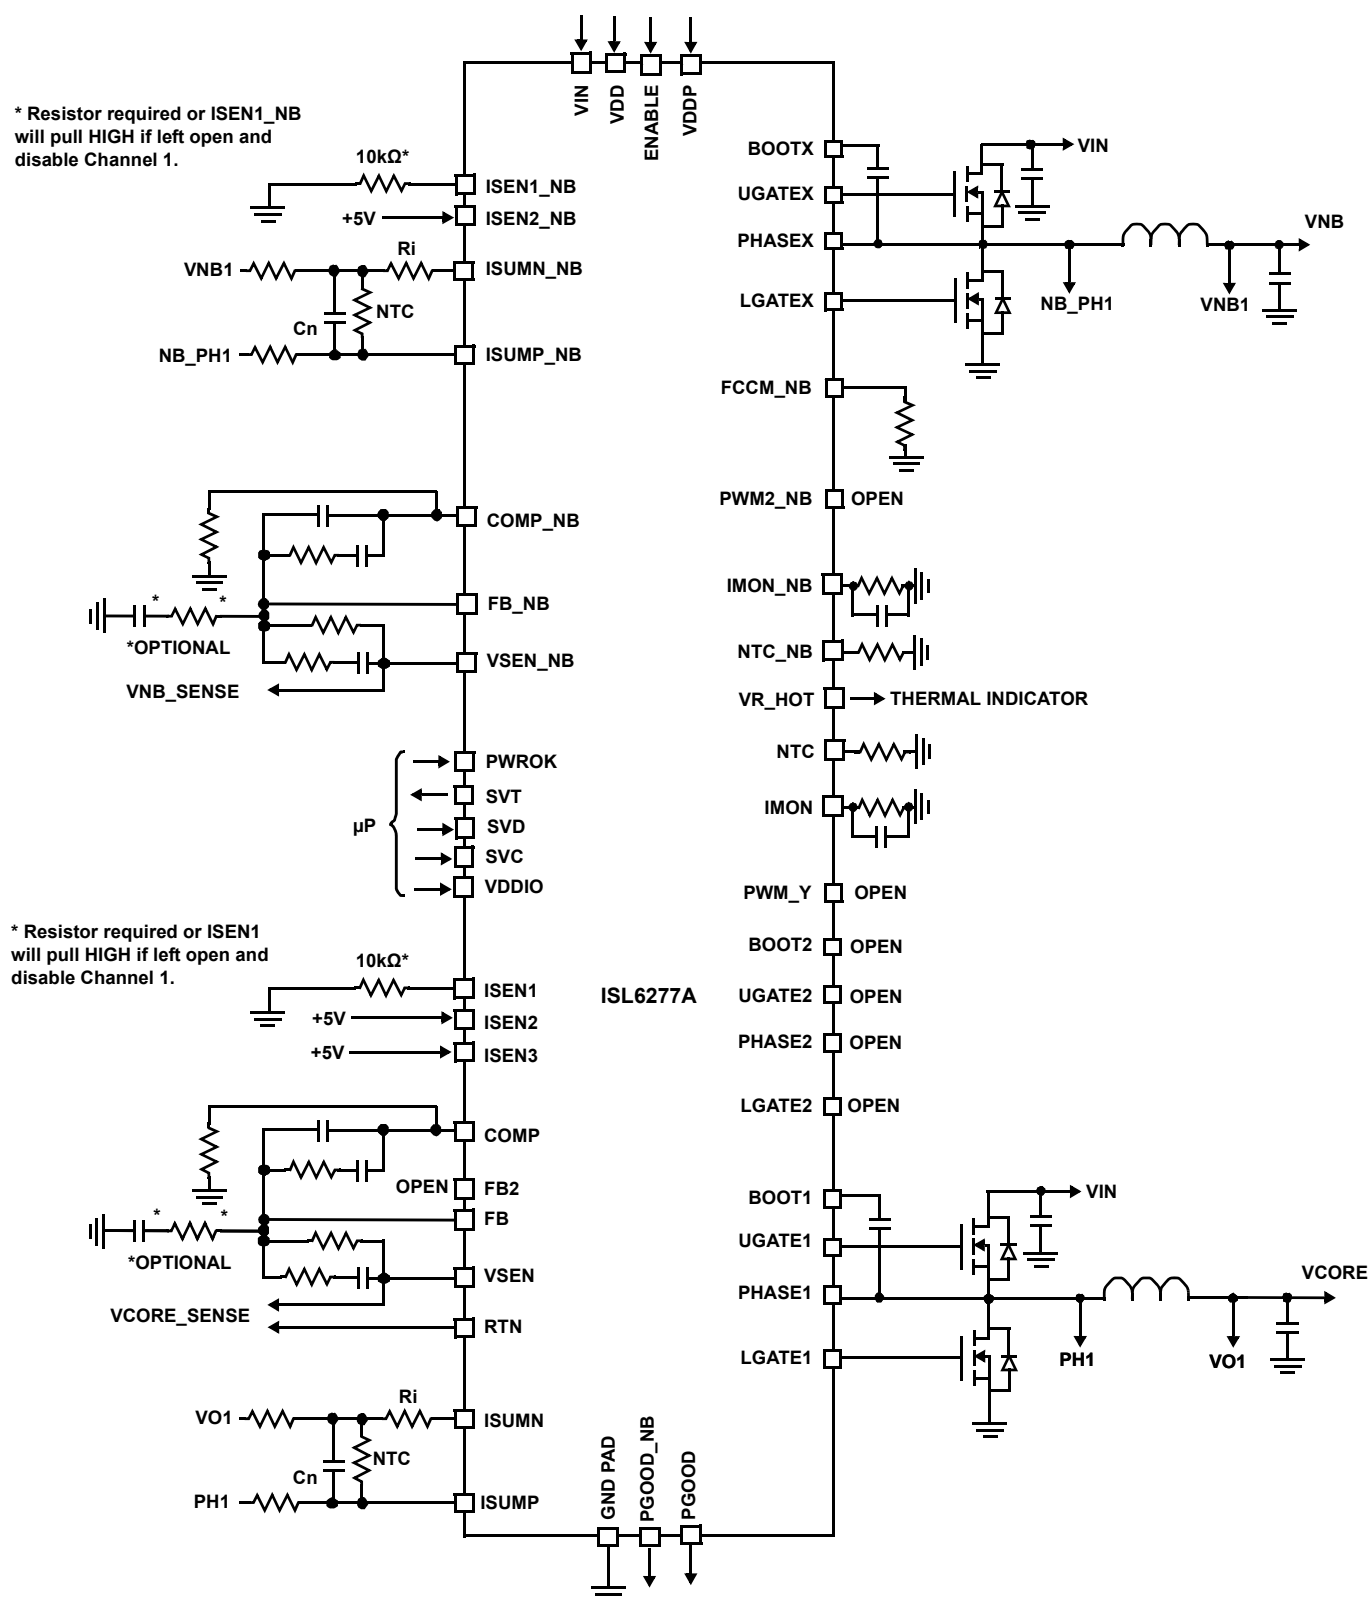 VIN
VDD
ENABLE
VDDP
* Resistor required or ISEN1_NB
will pull HIGH if left open and
disable Channel 1.
10kΩ*
ISEN1_NB
+5V
ISEN2_NB
Ri
VNB1
ISUMN_NB
NTC
Cn
NB_PH1
ISUMP_NB
COMP_NB
FB_NB
* *
*OPTIONAL
VSEN_NB
VNB_SENSE
PWROK
SVT
µP
SVD
SVC
VDDIO
* Resistor required or ISEN1
will pull HIGH if left open and
disable Channel 1.
10kΩ*
ISEN1
+5V
ISEN2
+5V
ISEN3
COMP
OPEN
FB2
FB
* *
*OPTIONAL
VSEN
VCORE_SENSE
RTN
Ri
VO1
ISUMN
NTC
Cn
PH1
ISUMP
ISL6277A
BOOTX
VIN
UGATEX
PHASEX
VNB
LGATEX
NB_PH1
VNB1
FCCM_NB
PWM2_NB
OPEN
IMON_NB
NTC_NB
VR_HOT
THERMAL INDICATOR
NTC
IMON
PWM_Y
OPEN
BOOT2
OPEN
UGATE2
OPEN
PHASE2
OPEN
LGATE2
OPEN
BOOT1
VIN
UGATE1
PHASE1
VCORE
LGATE1
PH1
VO1
GND PAD
PGOOD_NB
PGOOD